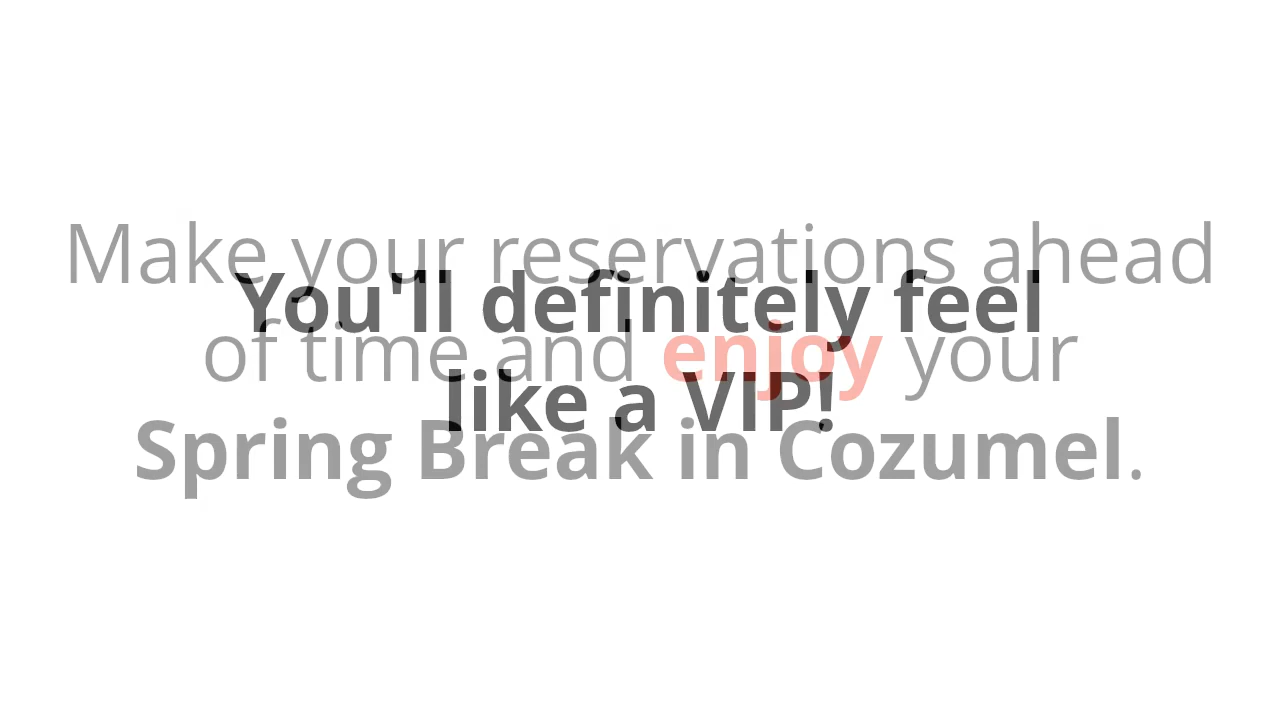 Make your reservations ahead
You'll definitely feel
of time and enjoy your
like a VIP!
Spring Break in Cozumel.